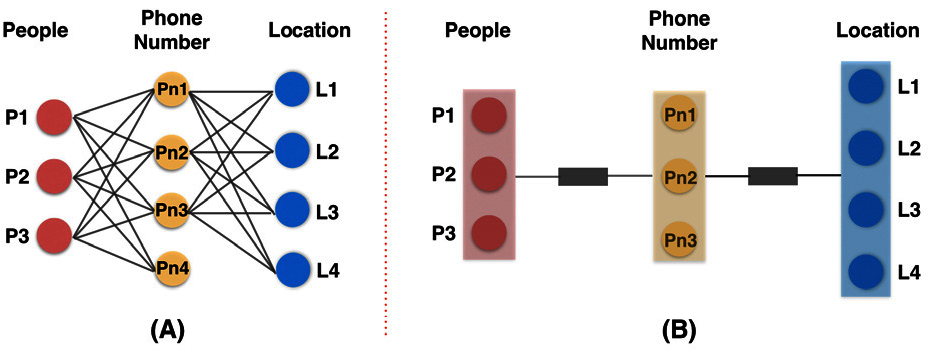 People
Phone
Number
Location
P1
P2
P3
Pn1
Pn2
Pn3
Pn4
L1
L2
L3
L4
(A)
People
Phone
Number
Location
P1
P2
P3
Pn1
Pn2
Pn3
L1
L2
L3
L4
(B)